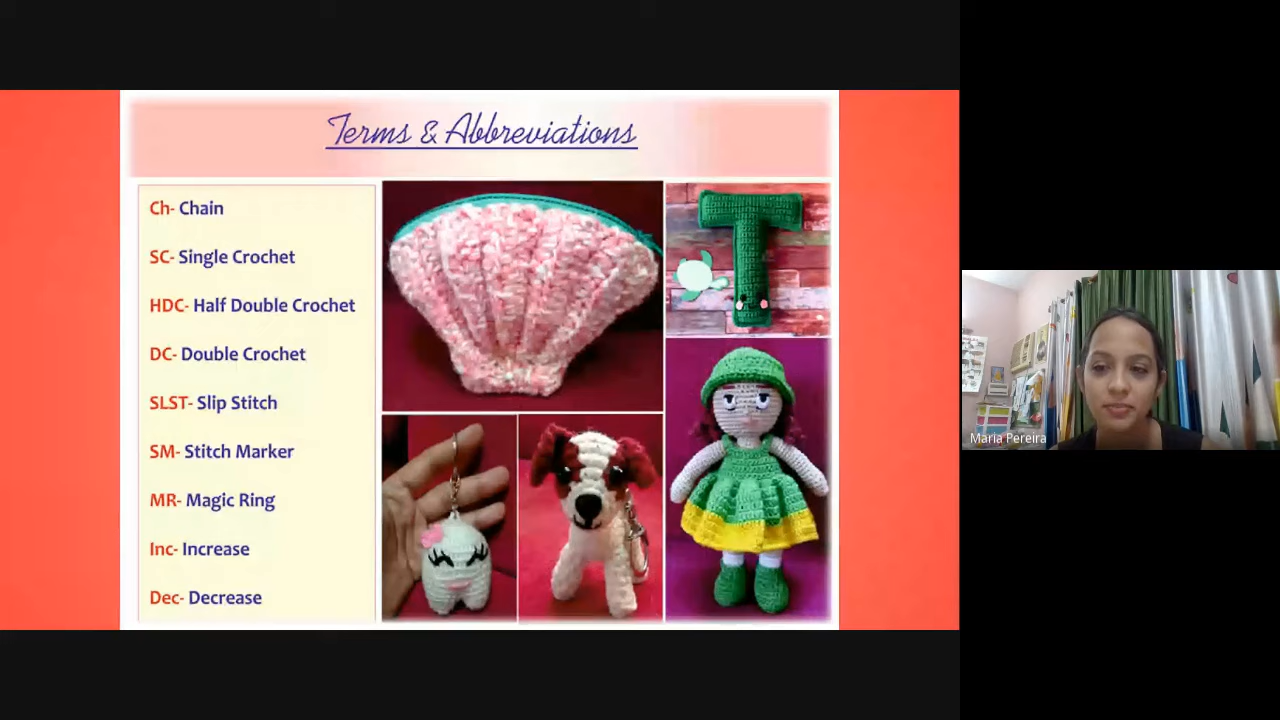 Terms & Abbreviations
Ch- Chain
SC- Single Crochet
HDC- Half Double Crochet
DC- Double Crochet
SLST- Slip Stitch
SM- Stitch Marker
MR- Magic Ring
Inc- Increase
Dec- Decrease
T
Maria Pereira